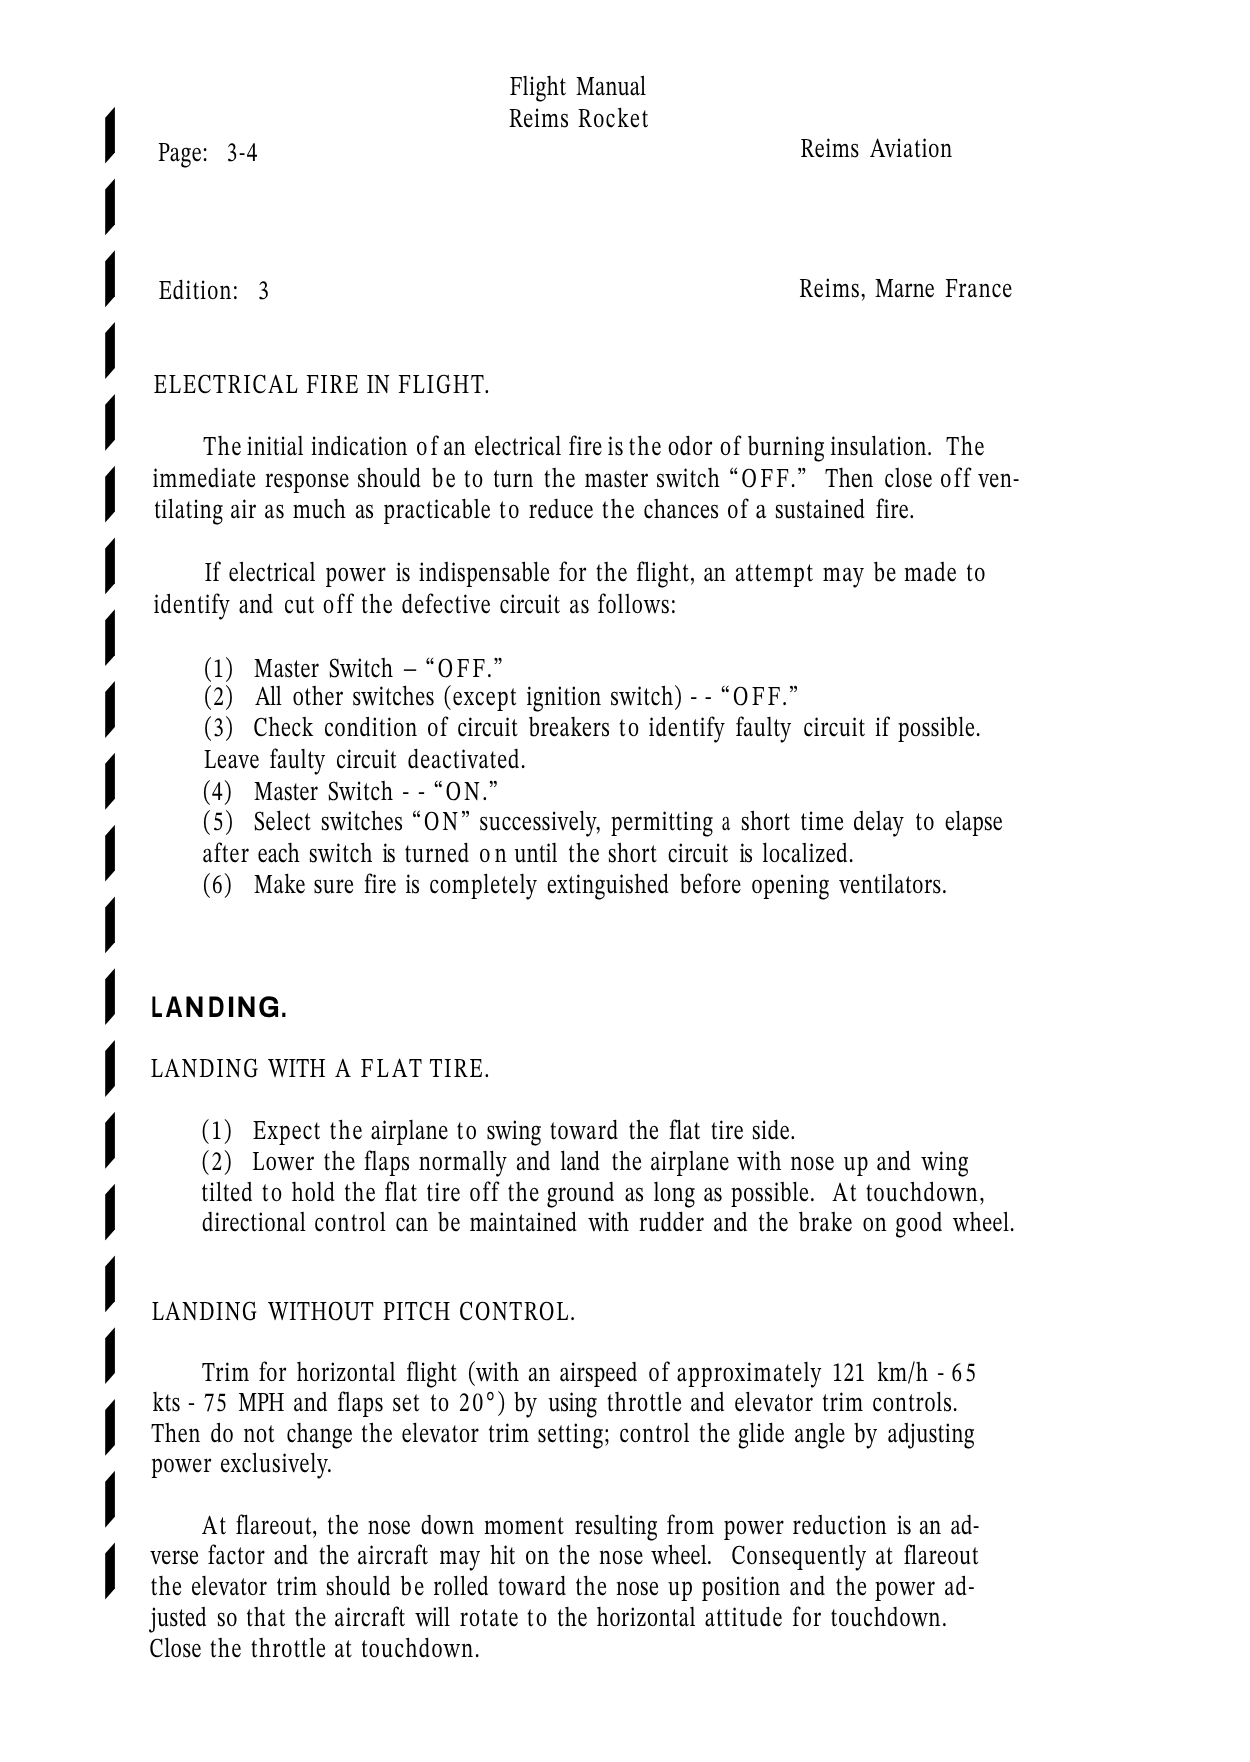 Flight Manual
Reims Rocket
Page: 3-4
Reims Aviation
Edition: 3
Reims, Marne France
ELECTRICAL FIRE IN FLIGHT.
The initial indication of an electrical fire is the odor of burning insulation. The
immediate response should be to turn the master switch “OFF.” Then close off ven-
tilating air as much as practicable to reduce the chances of a sustained fire.
If electrical power is indispensable for the flight, an attempt may be made to
identify and cut off the defective circuit as follows:
(1) Master Switch – “OFF.”
(2) All other switches (except ignition switch) - - “OFF.”
(3) Check condition of circuit breakers to identify faulty circuit if possible.
Leave faulty circuit deactivated.
(4) Master Switch - - “ON.”
(5) Select switches “ON” successively, permitting a short time delay to elapse
after each switch is turned on until the short circuit is localized.
(6) Make sure fire is completely extinguished before opening ventilators.
LANDING.
LANDING WITH A FLAT TIRE.
(1) Expect the airplane to swing toward the flat tire side.
(2) Lower the flaps normally and land the airplane with nose up and wing
tilted to hold the flat tire off the ground as long as possible. At touchdown,
directional control can be maintained with rudder and the brake on good wheel.
LANDING WITHOUT PITCH CONTROL.
Trim for horizontal flight (with an airspeed of approximately 121 km/h - 65
kts - 75 MPH and flaps set to 20°) by using throttle and elevator trim controls.
Then do not change the elevator trim setting; control the glide angle by adjusting
power exclusively.
At flareout, the nose down moment resulting from power reduction is an ad-
verse factor and the aircraft may hit on the nose wheel. Consequently at flareout
the elevator trim should be rolled toward the nose up position and the power ad-
justed so that the aircraft will rotate to the horizontal attitude for touchdown.
Close the throttle at touchdown.